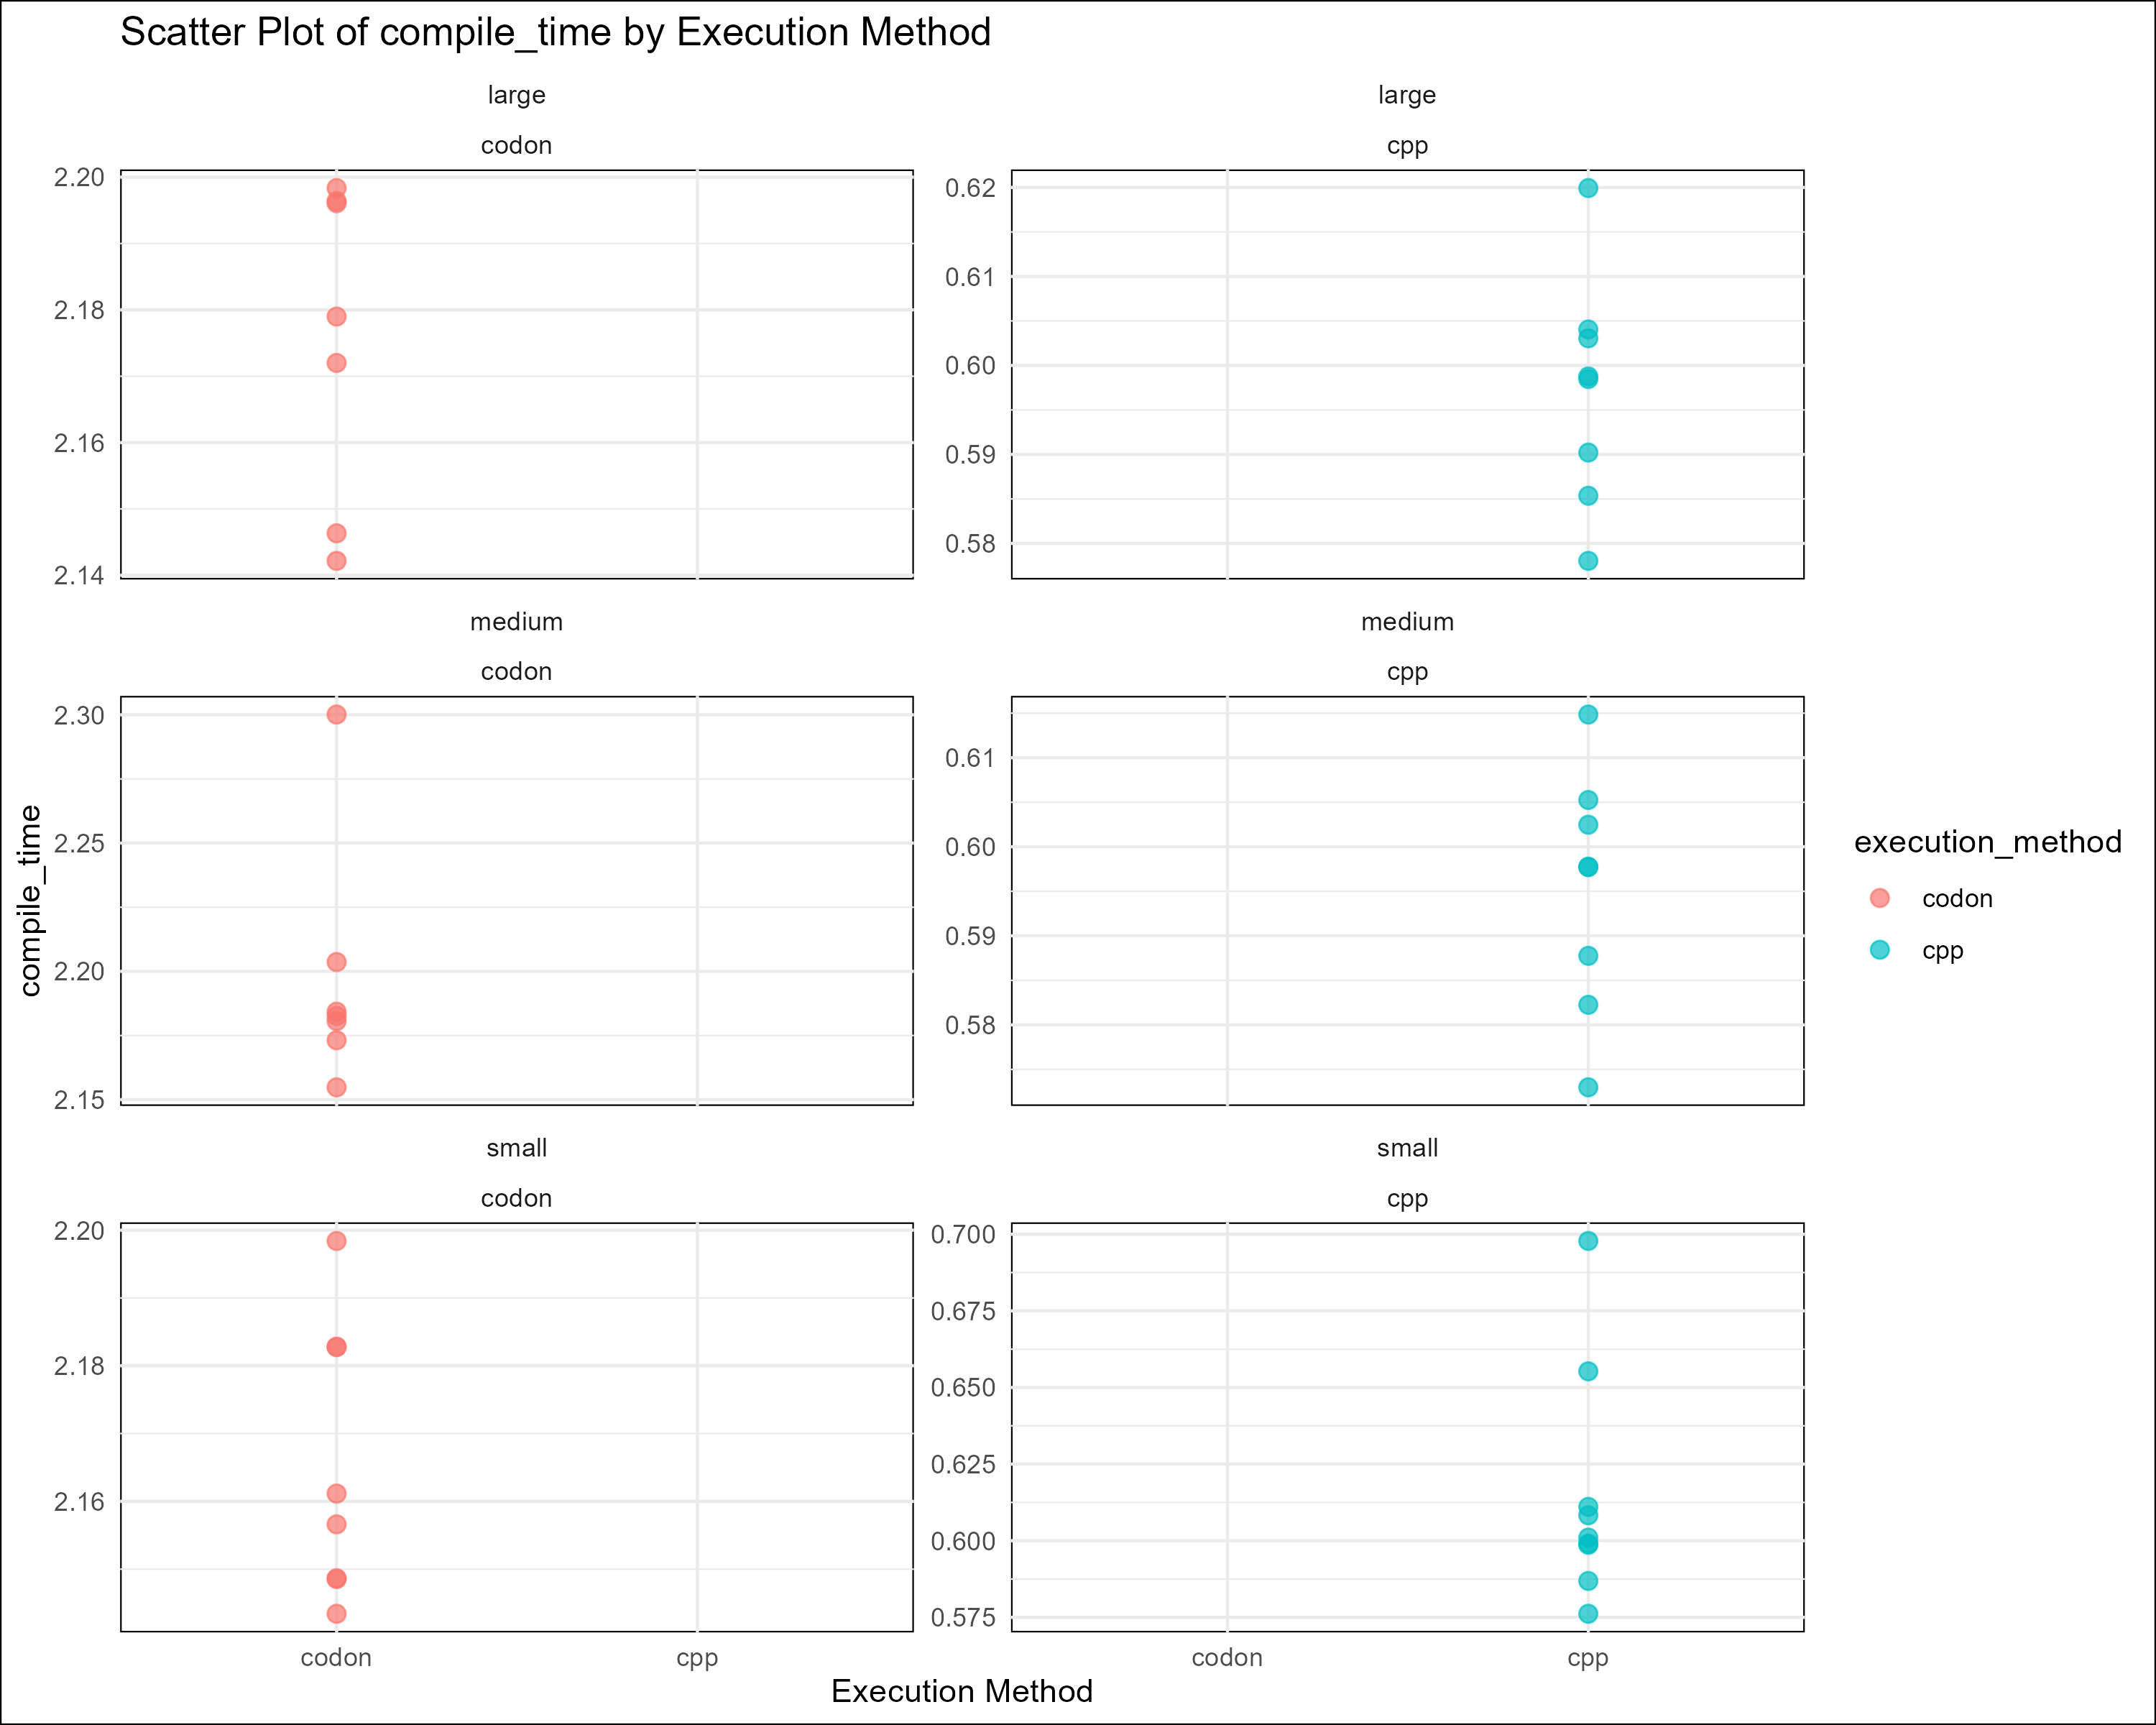 Scatter Plot of compile_time by Execution Method
large
codon
2.20
2.18
2.16
2.14
large
cpp
0.62
0.61
0.60
0.59
0.58
medium
codon
2.30
2.25
2.20
2.15
medium
cpp
0.61
0.60
0.59
0.58
small
codon
2.20
2.18
2.16
codon
cpp
small
cpp
0.700
0.675
0.650
0.625
0.600
0.575
codon
cpp
compile_time
Execution Method
execution_method
codon
cpp